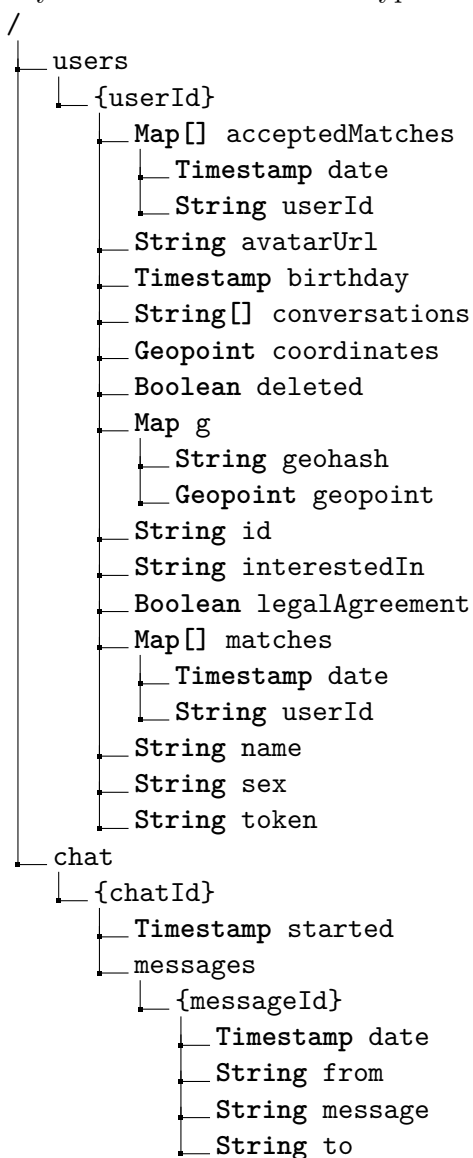 /
users
{userId}
Map[] acceptedMatches
Timestamp date
String userId
String avatarUrl
Timestamp birthday
String[] conversations
Geopoint coordinates
Boolean deleted
Map g
String geohash
Geopoint geopoint
String id
String interestedIn
Boolean legalAgreement
Map[] matches
Timestamp date
String userId
String name
String sex
String token
chat
{chatId}
Timestamp started
messages
{messageId}
Timestamp date
String from
String message
String to